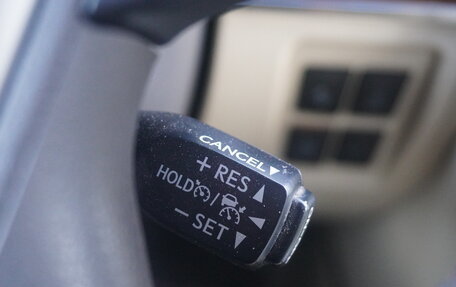 CANCEL▼
+ RES ▲
HOLD / ◀
− SET ▼